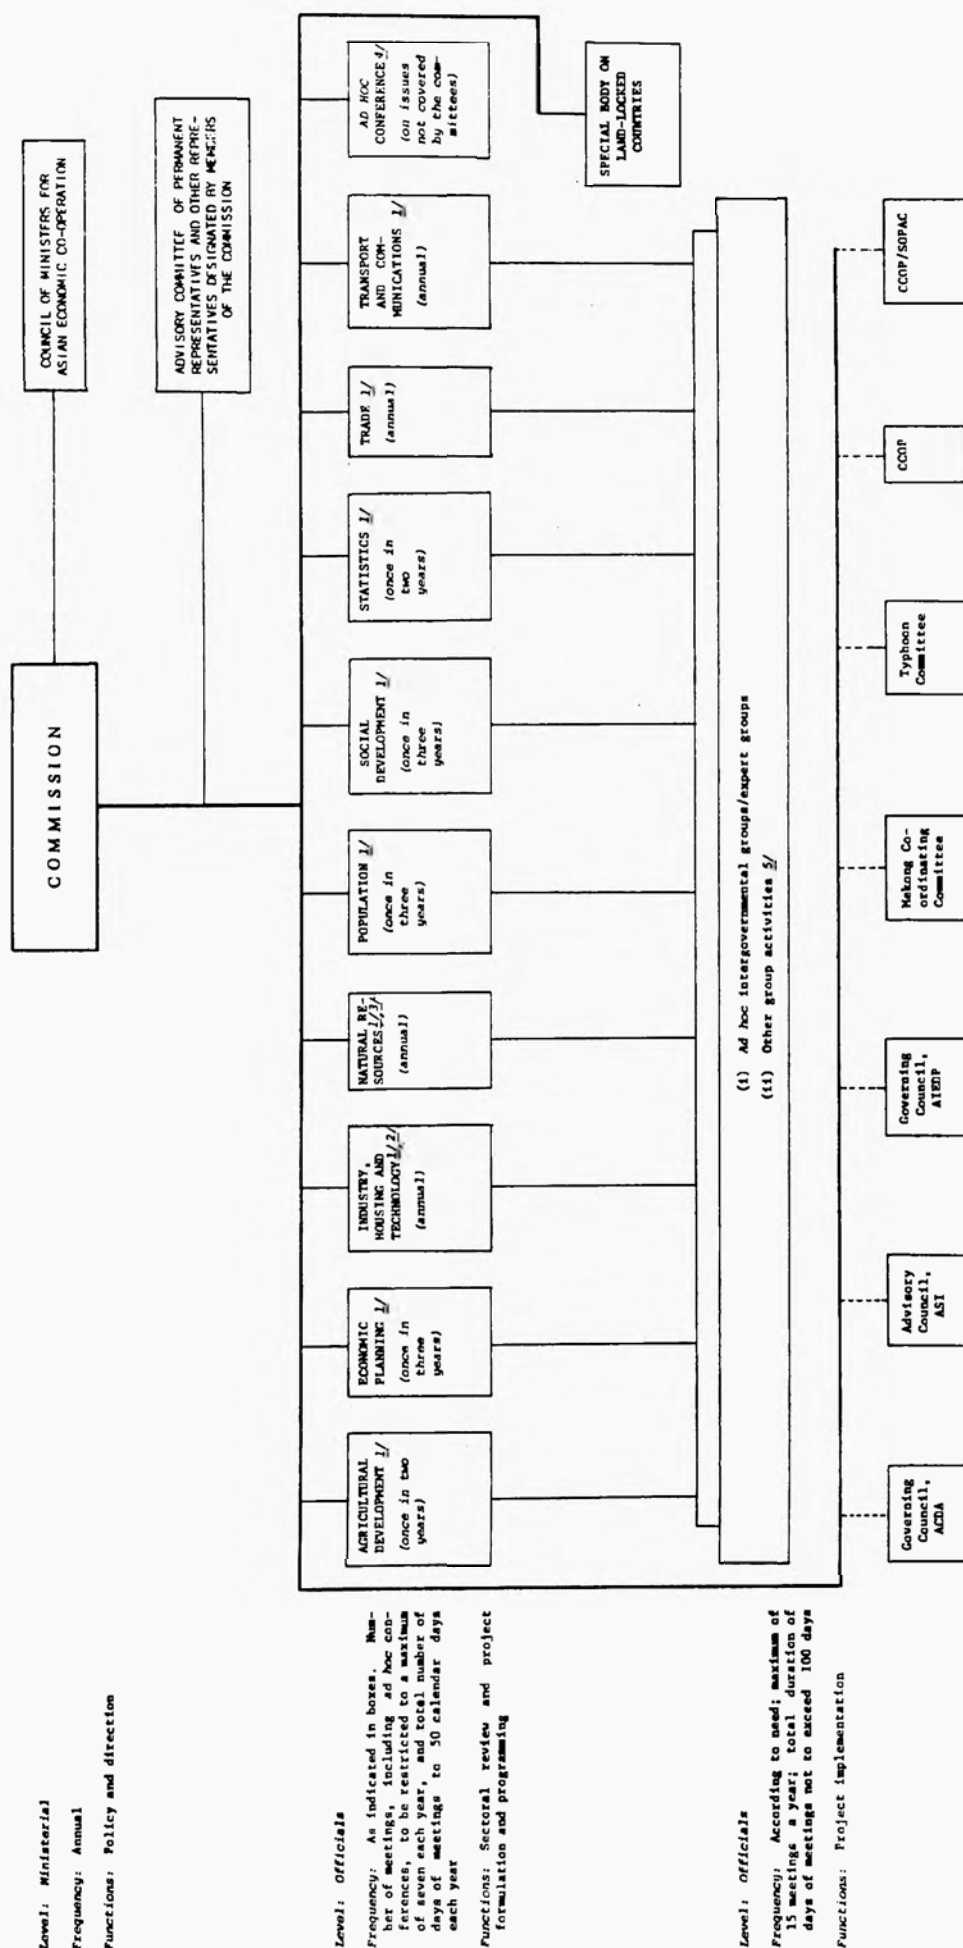 Level: Ministerial
Frequency: Annual
Functions: Policy and direction
COMMISSION
COUNCIL OF MINISTERS FOR
ASIAN ECONOMIC CO-OPERATION
ADVISORY COMMITTEE OF PERMANENT
REPRESENTATIVES AND OTHER REPRE-
SENTATIVES DESIGNATED BY MEMBERS
OF THE COMMISSION
Level: Officials
Frequency: As indicated in boxes. Num-
ber of meetings, including ad hoc con-
ferences, to be restricted to a maximum
of seven each year, and total number of
days of meetings to 50 calendar days
each year
Functions: Sectoral review and project
formulation and programming
AGRICULTURAL
DEVELOPMENT 1/
(once in two
years)
ECONOMIC
PLANNING 1/
(once in
three
years)
INDUSTRY,
HOUSING AND
TECHNOLOGY 1/2/
(annual)
NATURAL RE-
SOURCES 1/3/
(annual)
POPULATION 1/
(once in
three
years)
SOCIAL
DEVELOPMENT 1/
(once in
three
years)
STATISTICS 1/
(once in
two
years)
TRADE 1/
(annual)
TRANSPORT
AND COM-
MUNICATIONS 1/
(annual)
AD HOC
CONFERENCE 4/
(on issues
not covered
by the com-
mittees)
SPECIAL BODY ON
LAND-LOCKED
COUNTRIES
Level: Officials
Frequency: According to need; maximum of
15 meetings a year; total duration of
days of meetings not to exceed 100 days
Functions: Project implementation
(i) Ad hoc intergovernmental groups/expert groups
(ii) Other group activities 5/
Governing
Council,
ACDA
Advisory
Council,
ASI
Governing
Council,
AIEDP
Mekong Co-
ordinating
Committee
Typhoon
Committee
CCOP
CCOP/SOPAC